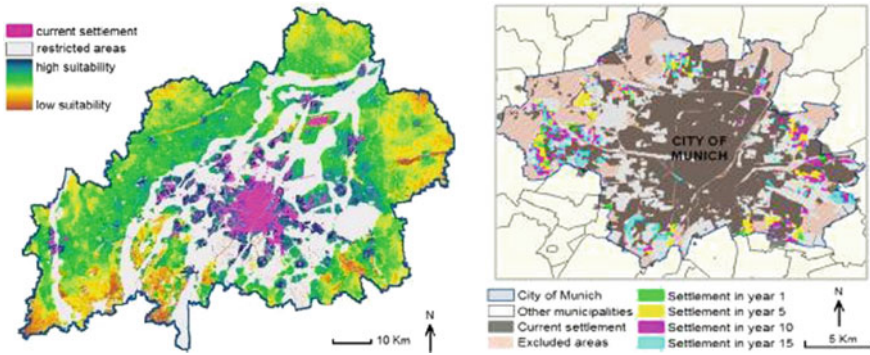 current settlement
restricted areas
high suitability
low suitability
10 Km
N
CITY OF
MUNICH
City of Munich
Other municipalities
Current settlement
Excluded areas
Settlement in year 1
Settlement in year 5
Settlement in year 10
Settlement in year 15
N
5 Km